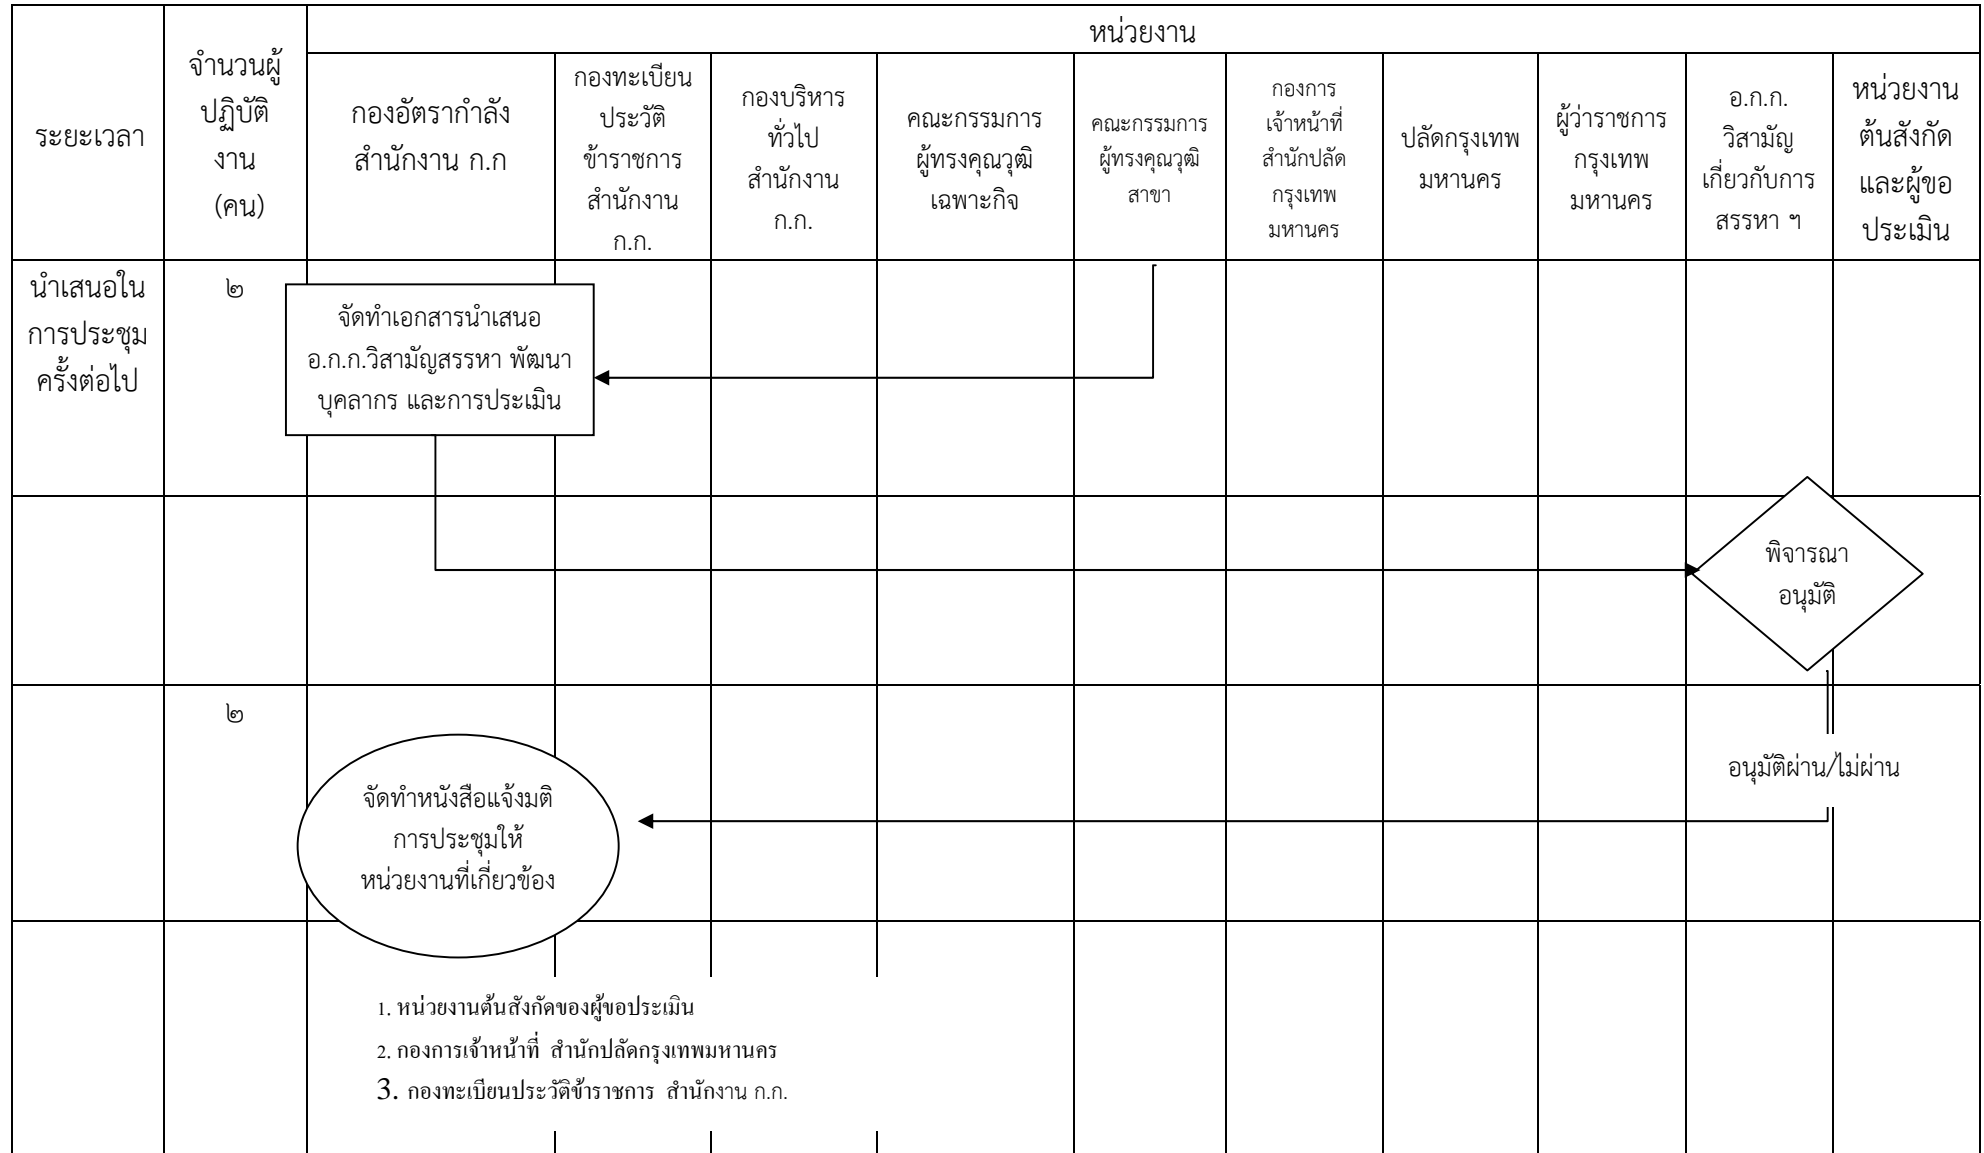 หน่วยงาน
ระยะเวลา
จำนวนผู้
ปฏิบัติ
งาน
(คน)
กองอัตรากำลัง
สำนักงาน ก.ก
กองทะเบียน
ประวัติ
ข้าราชการ
สำนักงาน
ก.ก.
กองบริหาร
ทั่วไป
สำนักงาน
ก.ก.
คณะกรรมการ
ผู้ทรงคุณวุฒิ
เฉพาะกิจ
คณะกรรมการ
ผู้ทรงคุณวุฒิ
สาขา
กองการ
เจ้าหน้าที่
สำนักปลัด
กรุงเทพ
มหานคร
ปลัดกรุงเทพ
มหานคร
ผู้ว่าราชการ
กรุงเทพ
มหานคร
อ.ก.ก.
วิสามัญ
เกี่ยวกับการ
สรรหา ฯ
หน่วยงาน
ต้นสังกัด
และผู้ขอ
ประเมิน
นำเสนอใน
การประชุม
ครั้งต่อไป
๒
จัดทำเอกสารนำเสนอ
อ.ก.ก.วิสามัญสรรหา พัฒนา
บุคลากร และการประเมิน
พิจารณา
อนุมัติ
๒
อนุมัติผ่าน/ไม่ผ่าน
จัดทำหนังสือแจ้งมติ
การประชุมให้
หน่วยงานที่เกี่ยวข้อง
1. หน่วยงานต้นสังกัดของผู้ขอประเมิน
2. กองการเจ้าหน้าที่ สำนักปลัดกรุงเทพมหานคร
3. กองทะเบียนประวัติข้าราชการ สำนักงาน ก.ก.